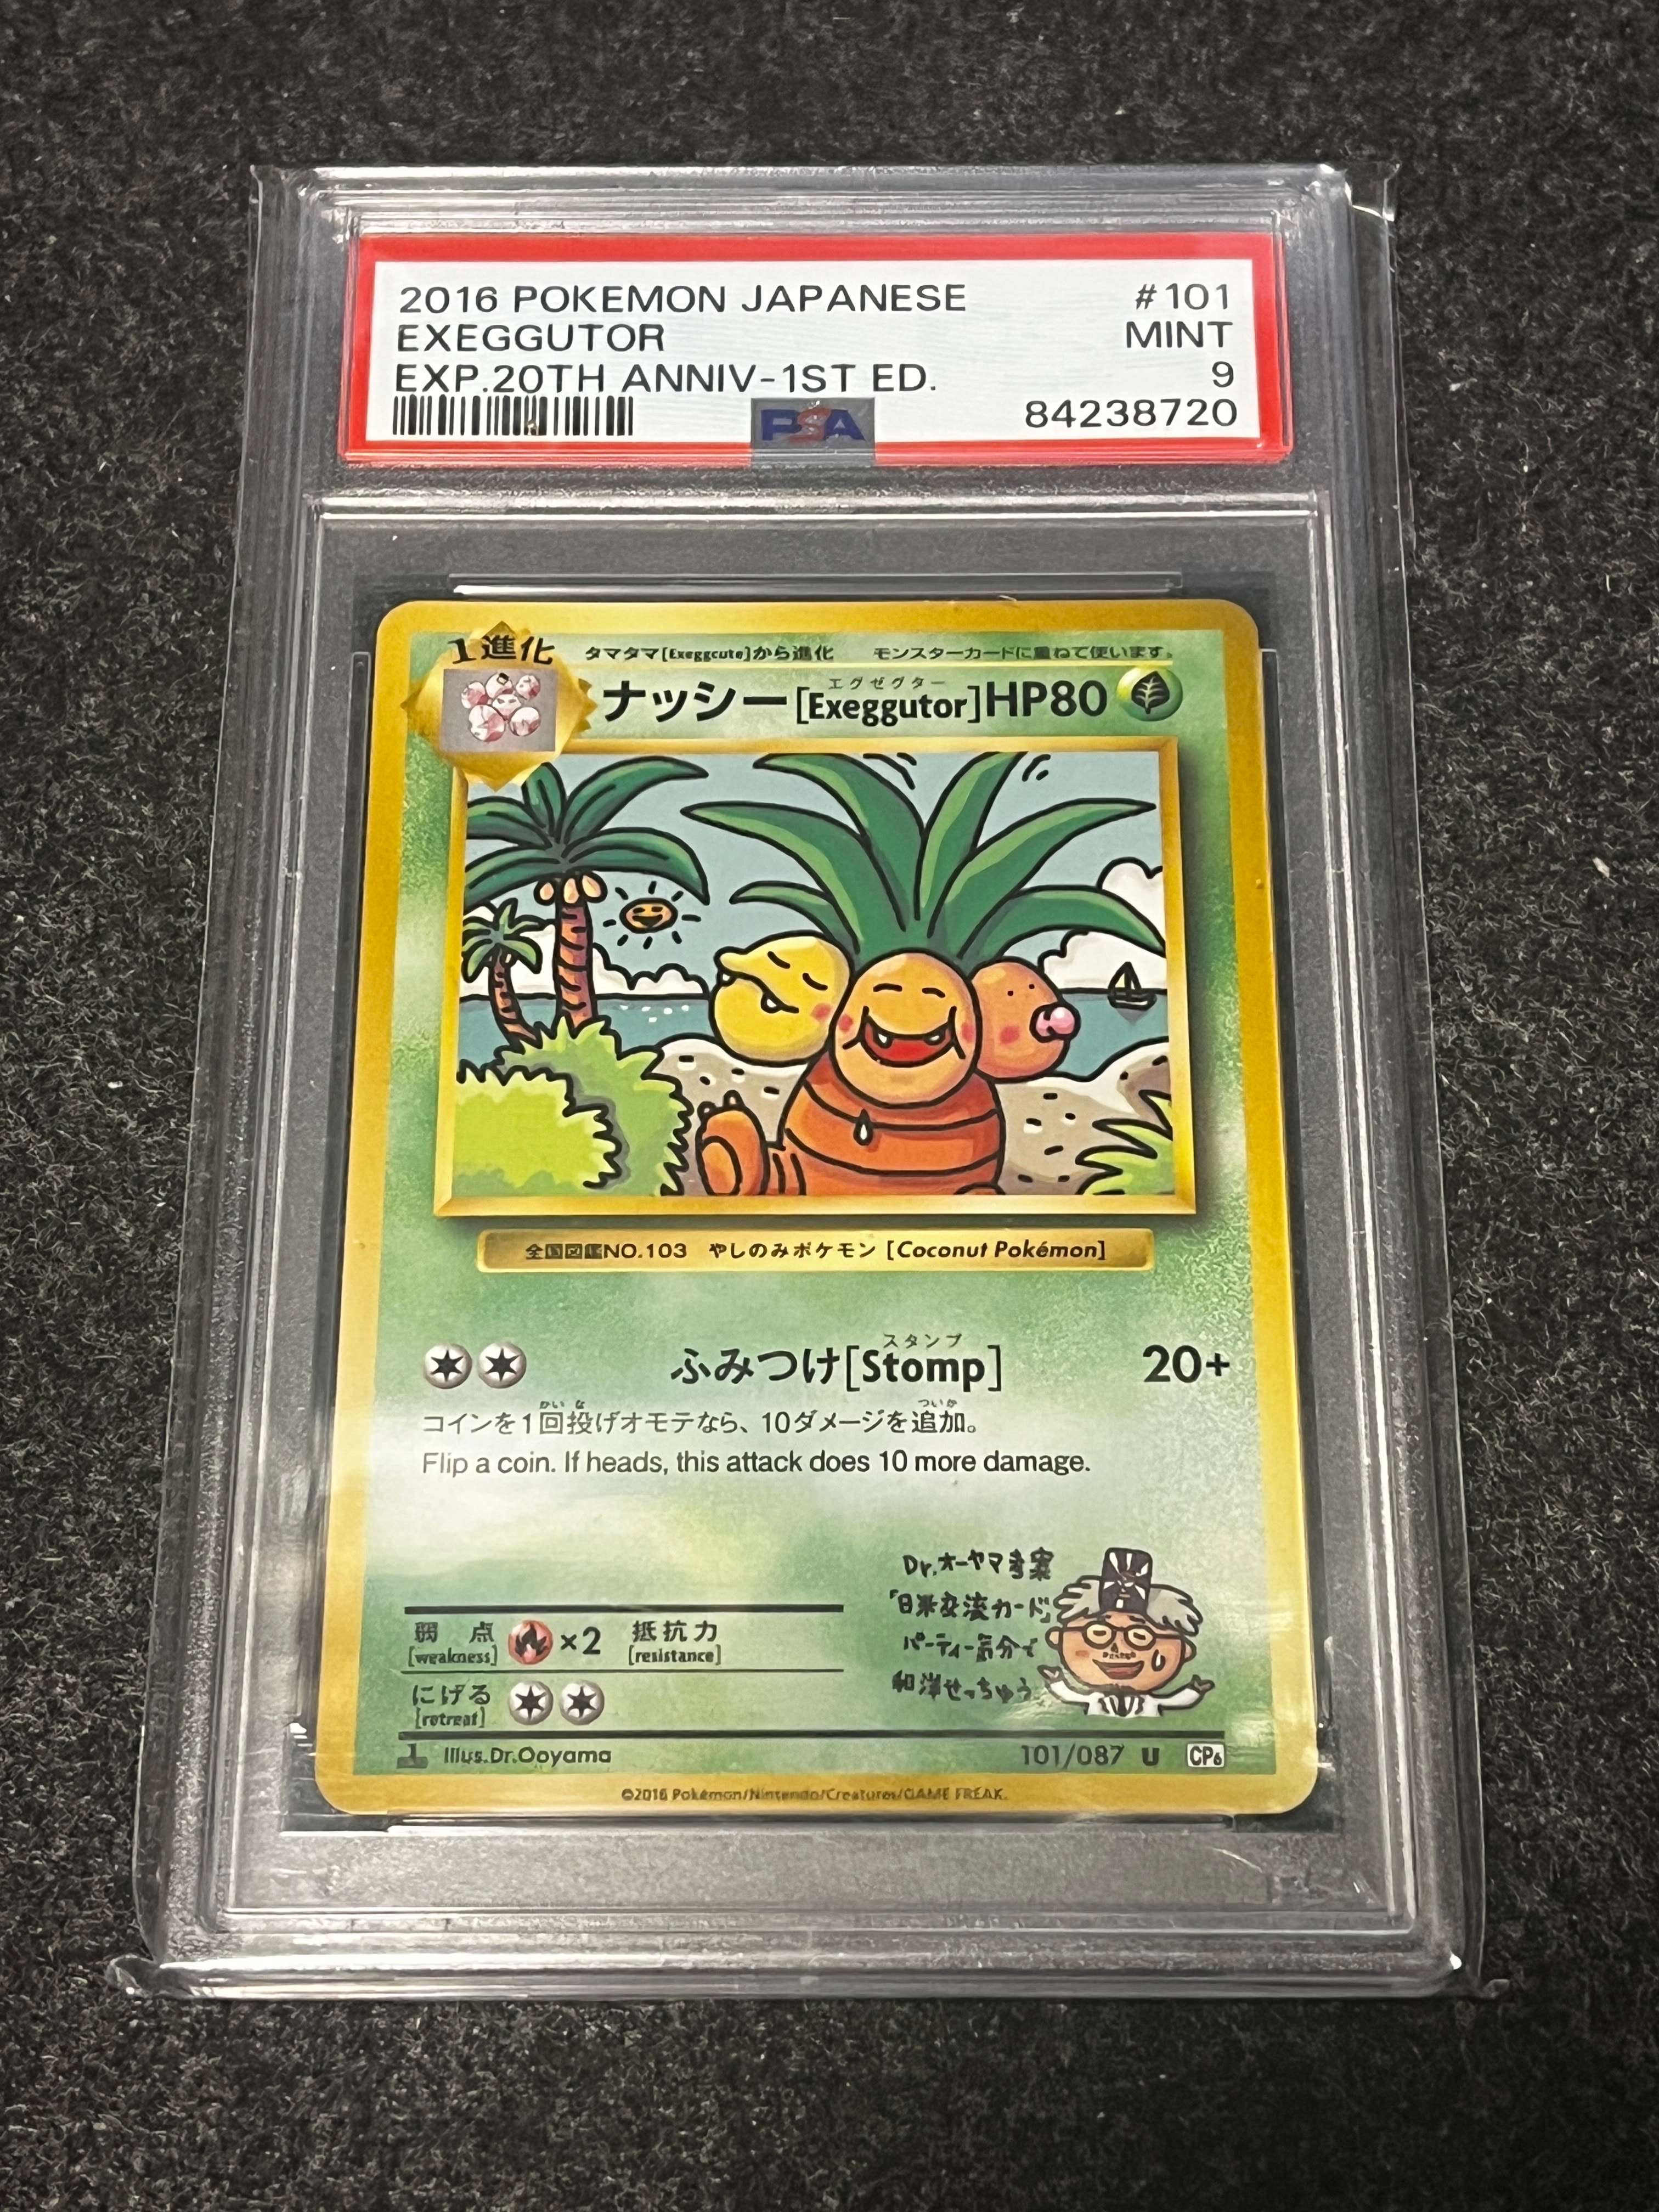 2016 POKEMON JAPANESE #101
EXEGGUTOR MINT
EXP.20TH ANNIV-1ST ED. 9
PSA 84238720
1進化 タマタマ[Exeggcute]から進化 モンスターカードに重ねて使います。
エグゼグター
ナッシー[Exeggutor]HP80
全国図鑑NO.103 やしのみポケモン [Coconut Pokémon]
スタンプ
ふみつけ[Stomp] 20+
かい な ついか
コインを1回投げオモテなら、10ダメージを追加。
Flip a coin. If heads, this attack does 10 more damage.
Dr.オーヤマ考案
「日米交流カード」
パーティー気分で
和洋せっちゅう
弱点 ×2 抵抗力
[weakness] [resistance]
にげる
[retreat]
1 Illus.Dr.Ooyama 101/087 U CP6
©2016 Pokémon/Nintendo/Creatures/GAME FREAK.